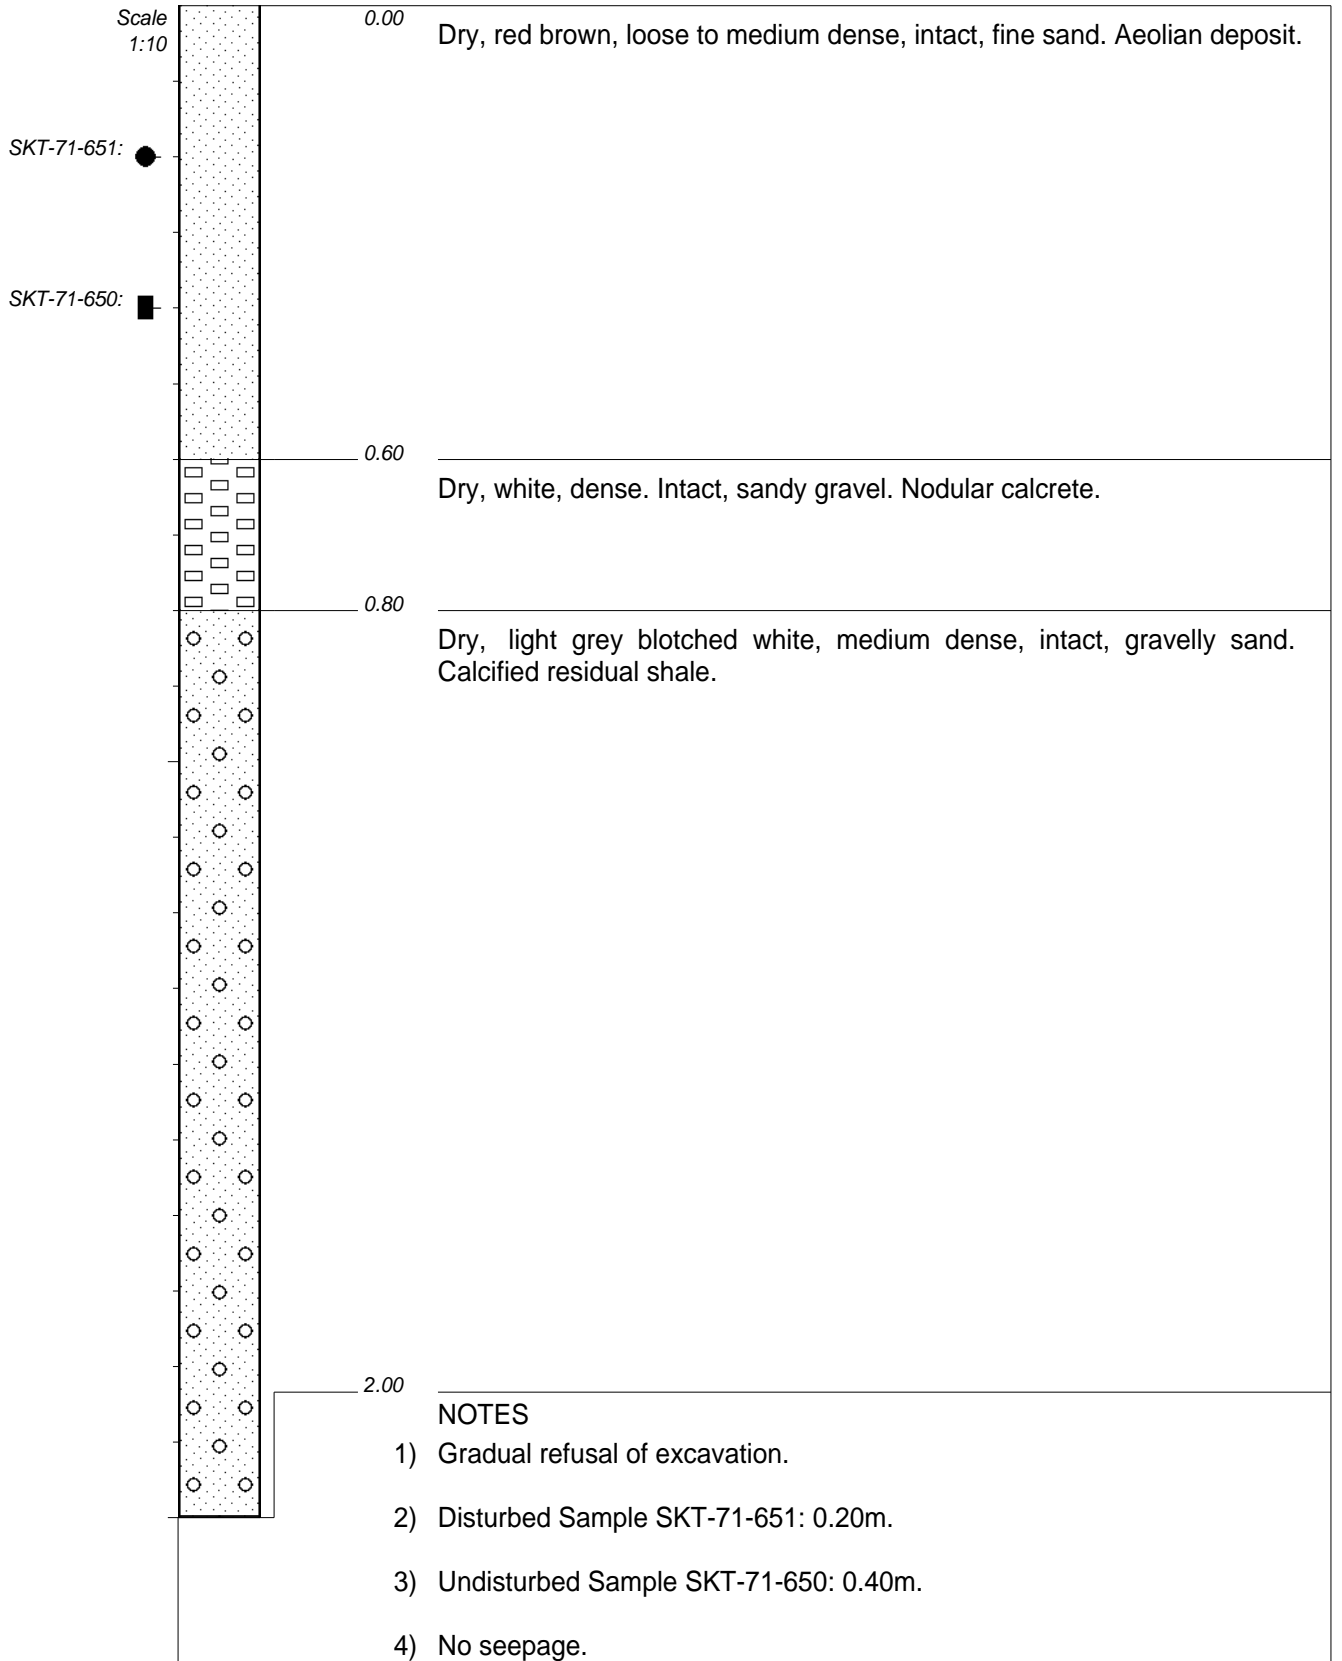 Scale
1:10
0.00
Dry, red brown, loose to medium dense, intact, fine sand. Aeolian deposit.
SKT-71-651:
SKT-71-650:
0.60
Dry, white, dense. Intact, sandy gravel. Nodular calcrete.
0.80
Dry, light grey blotched white, medium dense, intact, gravelly sand.
Calcified residual shale.
2.00
NOTES
1) Gradual refusal of excavation.
2) Disturbed Sample SKT-71-651: 0.20m.
3) Undisturbed Sample SKT-71-650: 0.40m.
4) No seepage.